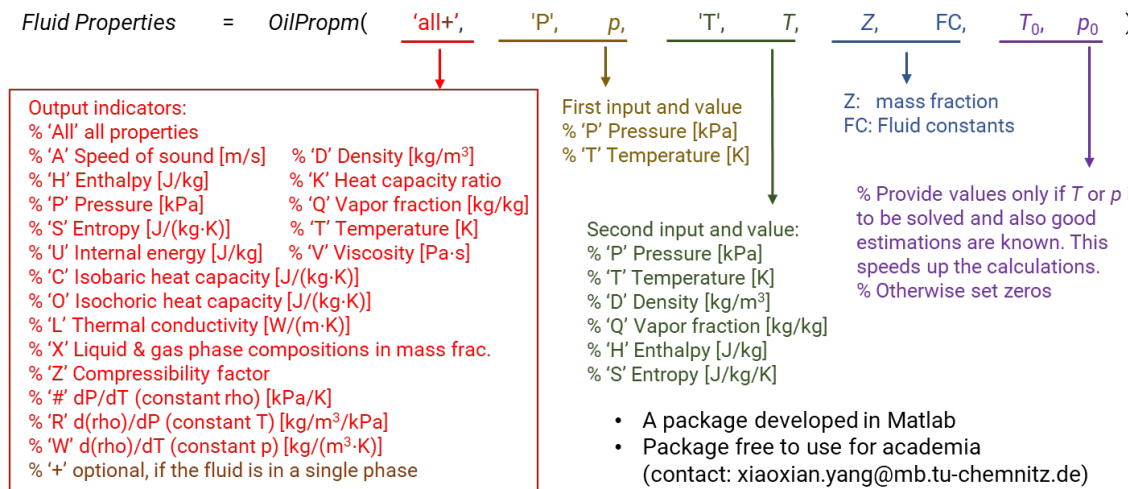 Fluid Properties = OilPropm( 'all+', 'P', p, 'T', T, Z, FC, T₀, p₀ )
Output indicators:
% 'All' all properties
% 'A' Speed of sound [m/s] % 'D' Density [kg/m³]
% 'H' Enthalpy [J/kg] % 'K' Heat capacity ratio
% 'P' Pressure [kPa] % 'Q' Vapor fraction [kg/kg]
% 'S' Entropy [J/(kg·K)] % 'T' Temperature [K]
% 'U' Internal energy [J/kg] % 'V' Viscosity [Pa·s]
% 'C' Isobaric heat capacity [J/(kg·K)]
% 'O' Isochoric heat capacity [J/(kg·K)]
% 'L' Thermal conductivity [W/(m·K)]
% 'X' Liquid & gas phase compositions in mass frac.
% 'Z' Compressibility factor
% '#' dP/dT (constant rho) [kPa/K]
% 'R' d(rho)/dP (constant T) [kg/m³/kPa]
% 'W' d(rho)/dT (constant p) [kg/(m³·K)]
% '+' optional, if the fluid is in a single phase
First input and value
% 'P' Pressure [kPa]
% 'T' Temperature [K]
Second input and value:
% 'P' Pressure [kPa]
% 'T' Temperature [K]
% 'D' Density [kg/m³]
% 'Q' Vapor fraction [kg/kg]
% 'H' Enthalpy [J/kg]
% 'S' Entropy [J/kg/K]
Z: mass fraction
FC: Fluid constants
% Provide values only if T or p
to be solved and also good
estimations are known. This
speeds up the calculations.
% Otherwise set zeros
• A package developed in Matlab
• Package free to use for academia
(contact: xiaoxian.yang@mb.tu-chemnitz.de)